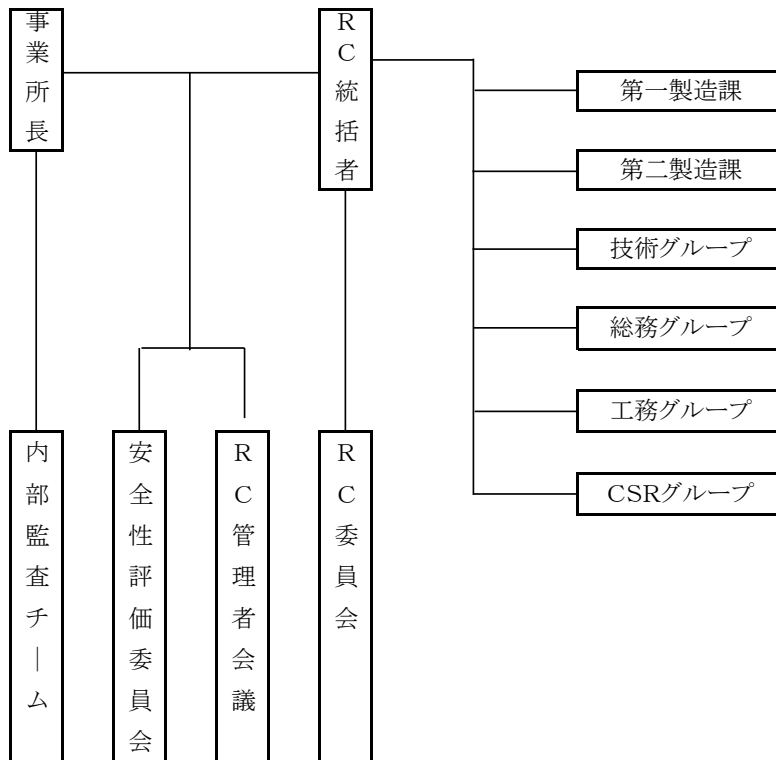 事業所長
RC統括者
第一製造課
第二製造課
技術グループ
総務グループ
工務グループ
CSRグループ
内部監査チーム
安全性評価委員会
RC管理者会議
RC委員会